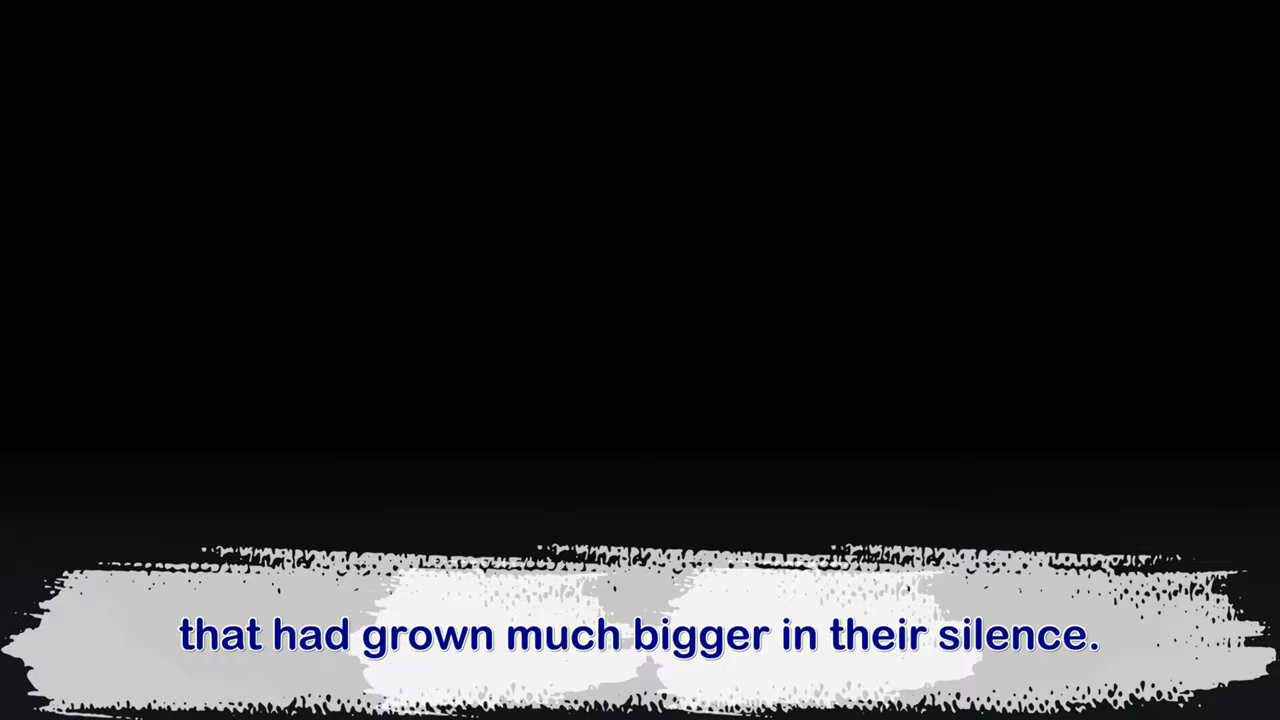 that had grown much bigger in their silence.